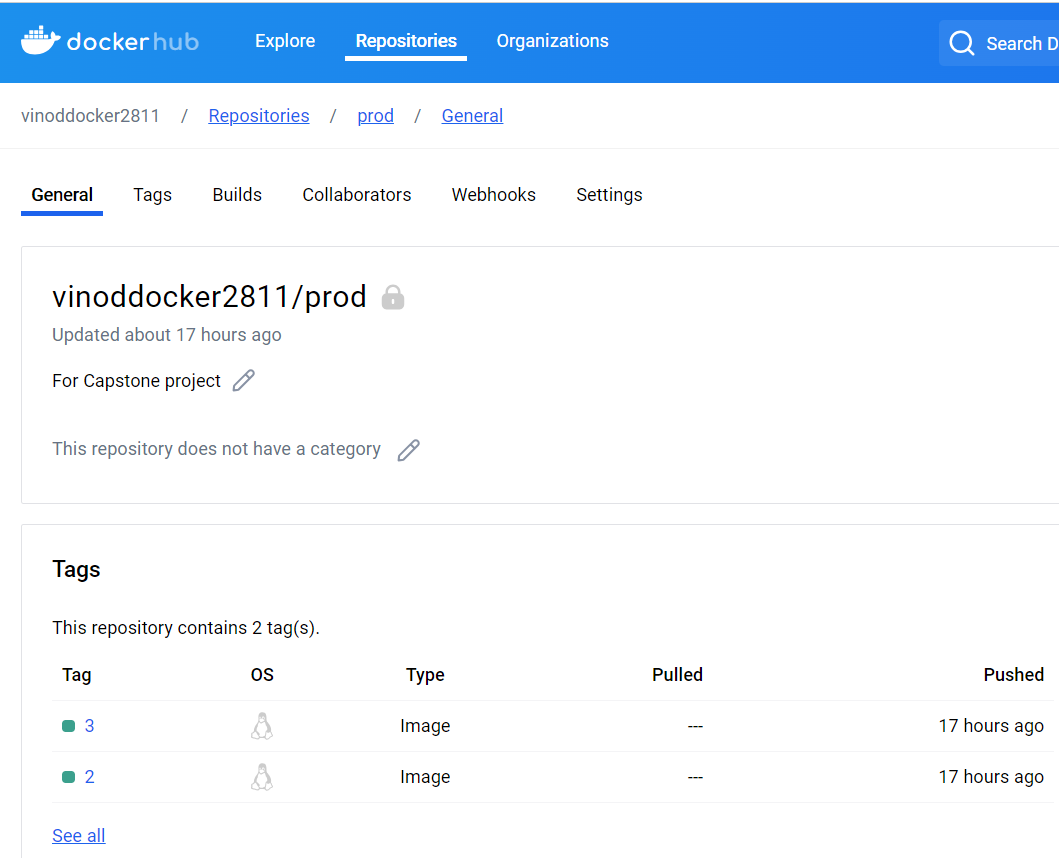 docker hub Explore Repositories Organizations Search D
vinoddocker2811 / Repositories / prod / General
General Tags Builds Collaborators Webhooks Settings
vinoddocker2811/prod
Updated about 17 hours ago
For Capstone project
This repository does not have a category
Tags
This repository contains 2 tag(s).
Tag OS Type Pulled Pushed
3 Image --- 17 hours ago
2 Image --- 17 hours ago
See all